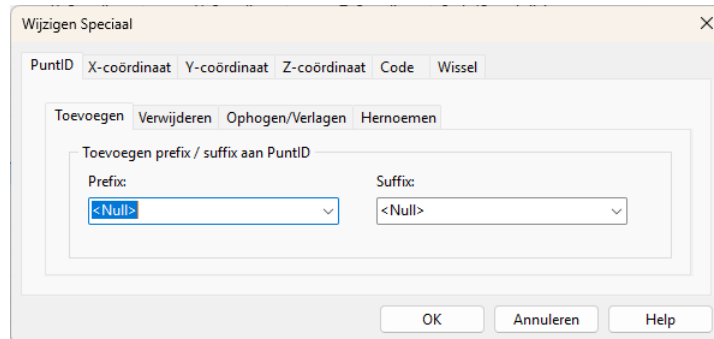 Wijzigen Speciaal
PuntID X-coördinaat Y-coördinaat Z-coördinaat Code Wissel
Toevoegen Verwijderen Ophogen/Verlagen Hernoemen
Toevoegen prefix / suffix aan PuntID
Prefix: Suffix:
<Null> <Null>
OK Annuleren Help